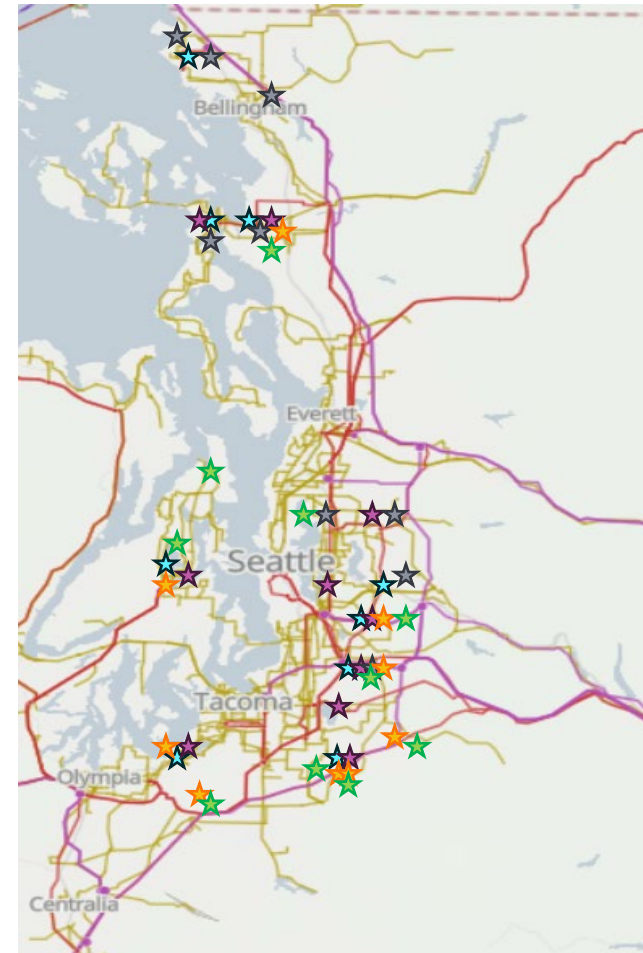 Bellingham
Everett
Seattle
Tacoma
Olympia
Centralia